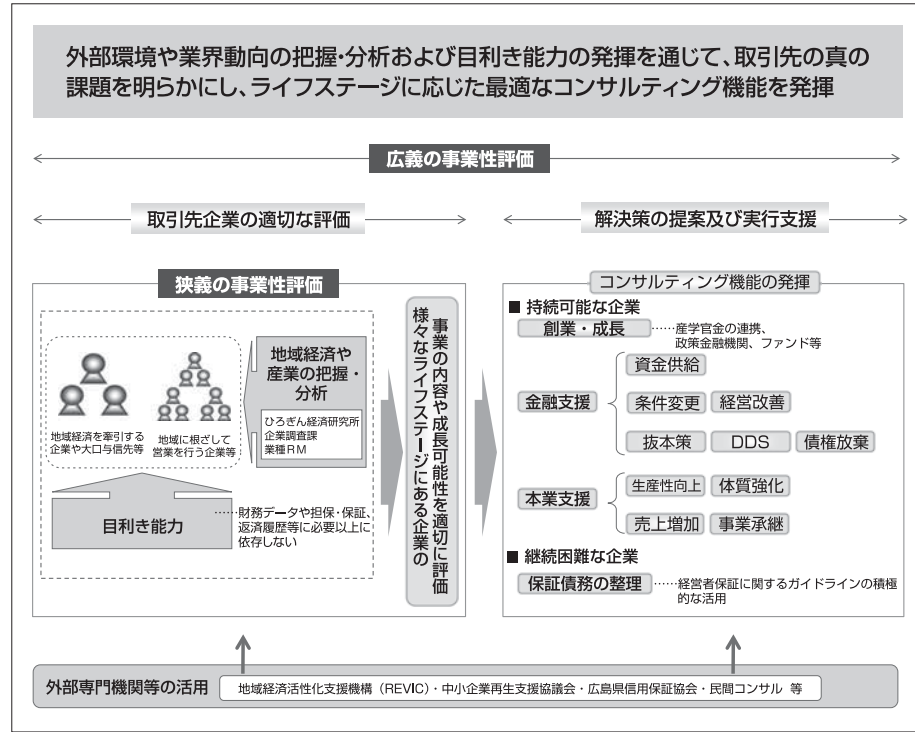 外部環境や業界動向の把握・分析および目利き能力の発揮を通じて、取引先の真の
課題を明らかにし、ライフステージに応じた最適なコンサルティング機能を発揮
広義の事業性評価
取引先企業の適切な評価
狭義の事業性評価
地域経済を牽引する
企業や大口与信先等
地域に根ざして
営業を行う企業等
地域経済や
産業の把握・
分析
ひろぎん経済研究所
企業調査課
業種RM
目利き能力
……財務データや担保・保証、
返済履歴等に必要以上に
依存しない
様々なライフステージにある企業の
事業の内容や成長可能性を適切に評価
解決策の提案及び実行支援
コンサルティング機能の発揮
■ 持続可能な企業
創業・成長
……産学官金の連携、
政策金融機関、ファンド等
金融支援
資金供給
条件変更 経営改善
抜本策 DDS 債権放棄
本業支援
生産性向上 体質強化
売上増加 事業承継
■ 継続困難な企業
保証債務の整理
……経営者保証に関するガイドラインの積極
的な活用
外部専門機関等の活用
地域経済活性化支援機構（REVIC）・中小企業再生支援協議会・広島県信用保証協会・民間コンサル 等